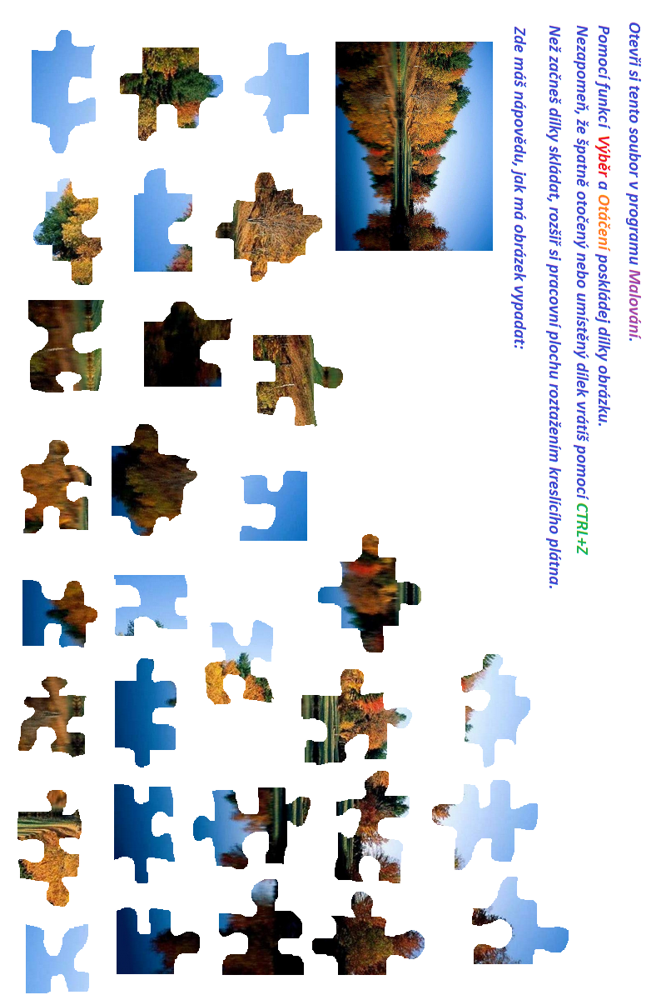 Otevři si tento soubor v programu Malování.
Pomocí funkcí Výběr a Otáčení poskládej dílky obrázku.
Nezapomeň, že špatně otočený nebo umístěný dílek vrátíš pomocí CTRL+Z
Než začneš dílky skládat, rozšiř si pracovní plochu roztažením kreslícího plátna.
Zde máš nápovědu, jak má obrázek vypadat: